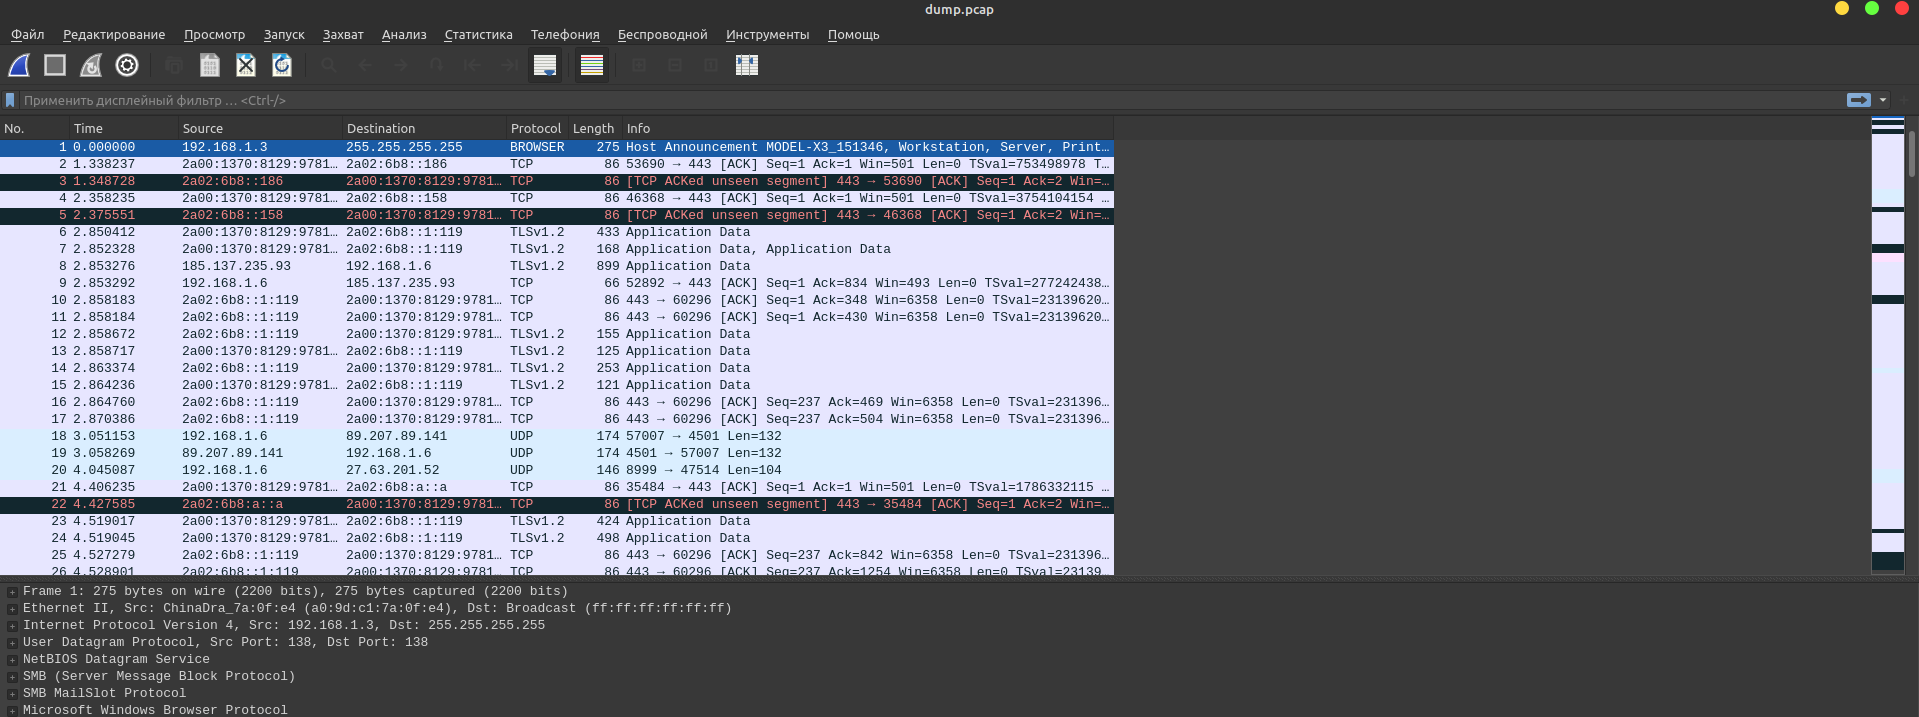 dump.pcap
Файл Редактирование Просмотр Запуск Захват Анализ Статистика Телефония Беспроводной Инструменты Помощь
Применить дисплейный фильтр … <Ctrl-/>
No. Time Source Destination Protocol Length Info
1 0.000000 192.168.1.3 255.255.255.255 BROWSER 275 Host Announcement MODEL-X3_151346, Workstation, Server, Print…
2 1.338237 2a00:1370:8129:9781… 2a02:6b8::186 TCP 86 53690 → 443 [ACK] Seq=1 Ack=1 Win=501 Len=0 TSval=753498978 T…
3 1.348728 2a02:6b8::186 2a00:1370:8129:9781… TCP 86 [TCP ACKed unseen segment] 443 → 53690 [ACK] Seq=1 Ack=2 Win=…
4 2.358235 2a00:1370:8129:9781… 2a02:6b8::158 TCP 86 46368 → 443 [ACK] Seq=1 Ack=1 Win=501 Len=0 TSval=3754104154 …
5 2.375551 2a02:6b8::158 2a00:1370:8129:9781… TCP 86 [TCP ACKed unseen segment] 443 → 46368 [ACK] Seq=1 Ack=2 Win=…
6 2.850412 2a00:1370:8129:9781… 2a02:6b8::1:119 TLSv1.2 433 Application Data
7 2.852328 2a00:1370:8129:9781… 2a02:6b8::1:119 TLSv1.2 168 Application Data, Application Data
8 2.853276 185.137.235.93 192.168.1.6 TLSv1.2 899 Application Data
9 2.853292 192.168.1.6 185.137.235.93 TCP 66 52892 → 443 [ACK] Seq=1 Ack=834 Win=493 Len=0 TSval=277242438…
10 2.858183 2a02:6b8::1:119 2a00:1370:8129:9781… TCP 86 443 → 60296 [ACK] Seq=1 Ack=348 Win=6358 Len=0 TSval=23139620…
11 2.858184 2a02:6b8::1:119 2a00:1370:8129:9781… TCP 86 443 → 60296 [ACK] Seq=1 Ack=430 Win=6358 Len=0 TSval=23139620…
12 2.858672 2a02:6b8::1:119 2a00:1370:8129:9781… TLSv1.2 155 Application Data
13 2.858717 2a00:1370:8129:9781… 2a02:6b8::1:119 TLSv1.2 125 Application Data
14 2.863374 2a02:6b8::1:119 2a00:1370:8129:9781… TLSv1.2 253 Application Data
15 2.864236 2a00:1370:8129:9781… 2a02:6b8::1:119 TLSv1.2 121 Application Data
16 2.864760 2a02:6b8::1:119 2a00:1370:8129:9781… TCP 86 443 → 60296 [ACK] Seq=237 Ack=469 Win=6358 Len=0 TSval=231396…
17 2.870386 2a02:6b8::1:119 2a00:1370:8129:9781… TCP 86 443 → 60296 [ACK] Seq=237 Ack=504 Win=6358 Len=0 TSval=231396…
18 3.051153 192.168.1.6 89.207.89.141 UDP 174 57007 → 4501 Len=132
19 3.058269 89.207.89.141 192.168.1.6 UDP 174 4501 → 57007 Len=132
20 4.045087 192.168.1.6 27.63.201.52 UDP 146 8999 → 47514 Len=104
21 4.406235 2a00:1370:8129:9781… 2a02:6b8:a::a TCP 86 35484 → 443 [ACK] Seq=1 Ack=1 Win=501 Len=0 TSval=1786332115 …
22 4.427585 2a02:6b8:a::a 2a00:1370:8129:9781… TCP 86 [TCP ACKed unseen segment] 443 → 35484 [ACK] Seq=1 Ack=2 Win=…
23 4.519017 2a00:1370:8129:9781… 2a02:6b8::1:119 TLSv1.2 424 Application Data
24 4.519045 2a00:1370:8129:9781… 2a02:6b8::1:119 TLSv1.2 498 Application Data
25 4.527279 2a02:6b8::1:119 2a00:1370:8129:9781… TCP 86 443 → 60296 [ACK] Seq=237 Ack=842 Win=6358 Len=0 TSval=231396…
26 4.528901 2a02:6b8::1:119 2a00:1370:8129:9781… TCP 86 443 → 60296 [ACK] Seq=237 Ack=1254 Win=6358 Len=0 TSval=23139…
Frame 1: 275 bytes on wire (2200 bits), 275 bytes captured (2200 bits)
Ethernet II, Src: ChinaDra_7a:0f:e4 (a0:9d:c1:7a:0f:e4), Dst: Broadcast (ff:ff:ff:ff:ff:ff)
Internet Protocol Version 4, Src: 192.168.1.3, Dst: 255.255.255.255
User Datagram Protocol, Src Port: 138, Dst Port: 138
NetBIOS Datagram Service
SMB (Server Message Block Protocol)
SMB MailSlot Protocol
Microsoft Windows Browser Protocol